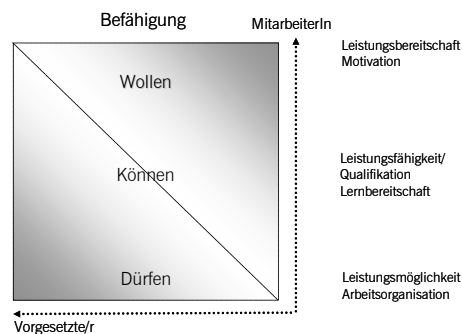 Befähigung
MitarbeiterIn
Wollen
Leistungsbereitschaft
Motivation
Können
Leistungsfähigkeit/
Qualifikation
Lernbereitschaft
Dürfen
Leistungsmöglichkeit
Arbeitsorganisation
Vorgesetzte/r